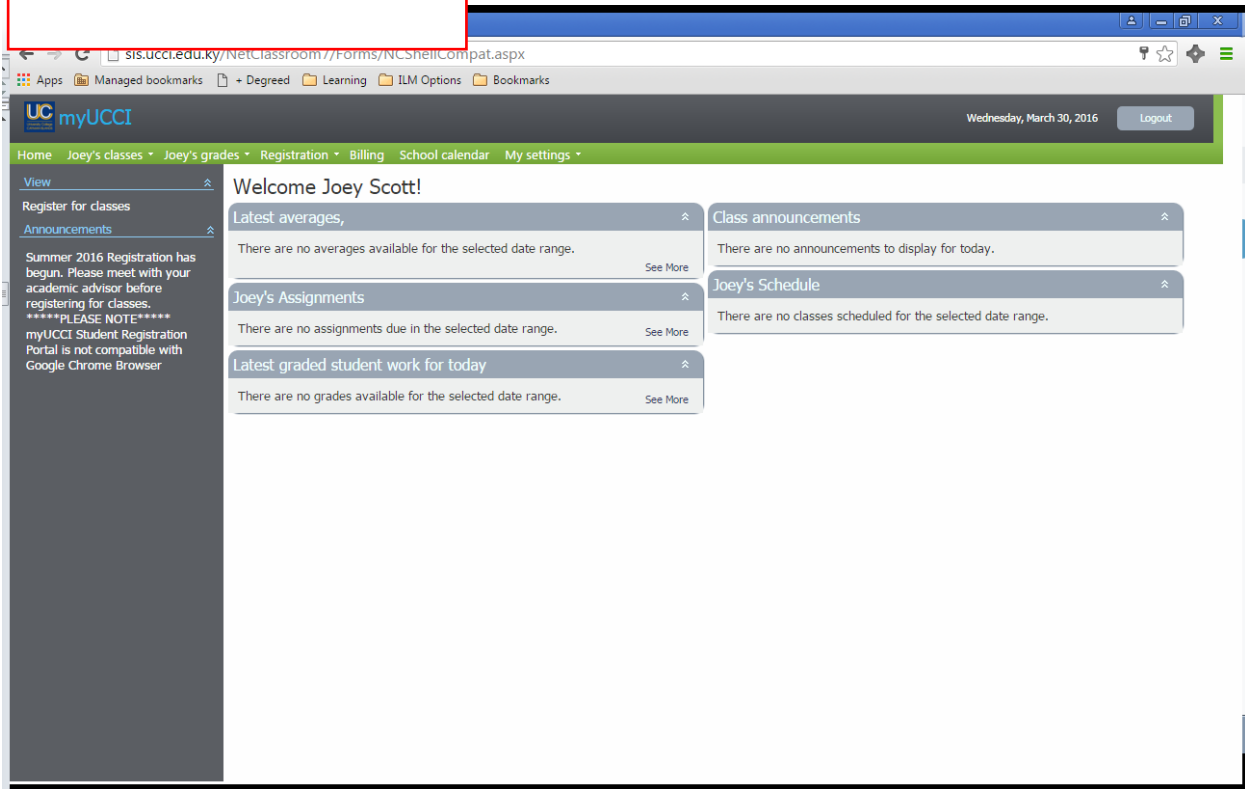 sis.ucci.edu.ky/NetClassroom7/Forms/NCShellCompat.aspx
Apps Managed bookmarks + Degreed Learning ILM Options Bookmarks
UC myUCCI
Wednesday, March 30, 2016 Logout
Home Joey's classes Joey's grades Registration Billing School calendar My settings
View
Register for classes
Announcements
Summer 2016 Registration has
begun. Please meet with your
academic advisor before
registering for classes.
*****PLEASE NOTE*****
myUCCI Student Registration
Portal is not compatible with
Google Chrome Browser
Welcome Joey Scott!
Latest averages,
There are no averages available for the selected date range.
See More
Joey's Assignments
There are no assignments due in the selected date range.
See More
Latest graded student work for today
There are no grades available for the selected date range.
See More
Class announcements
There are no announcements to display for today.
Joey's Schedule
There are no classes scheduled for the selected date range.